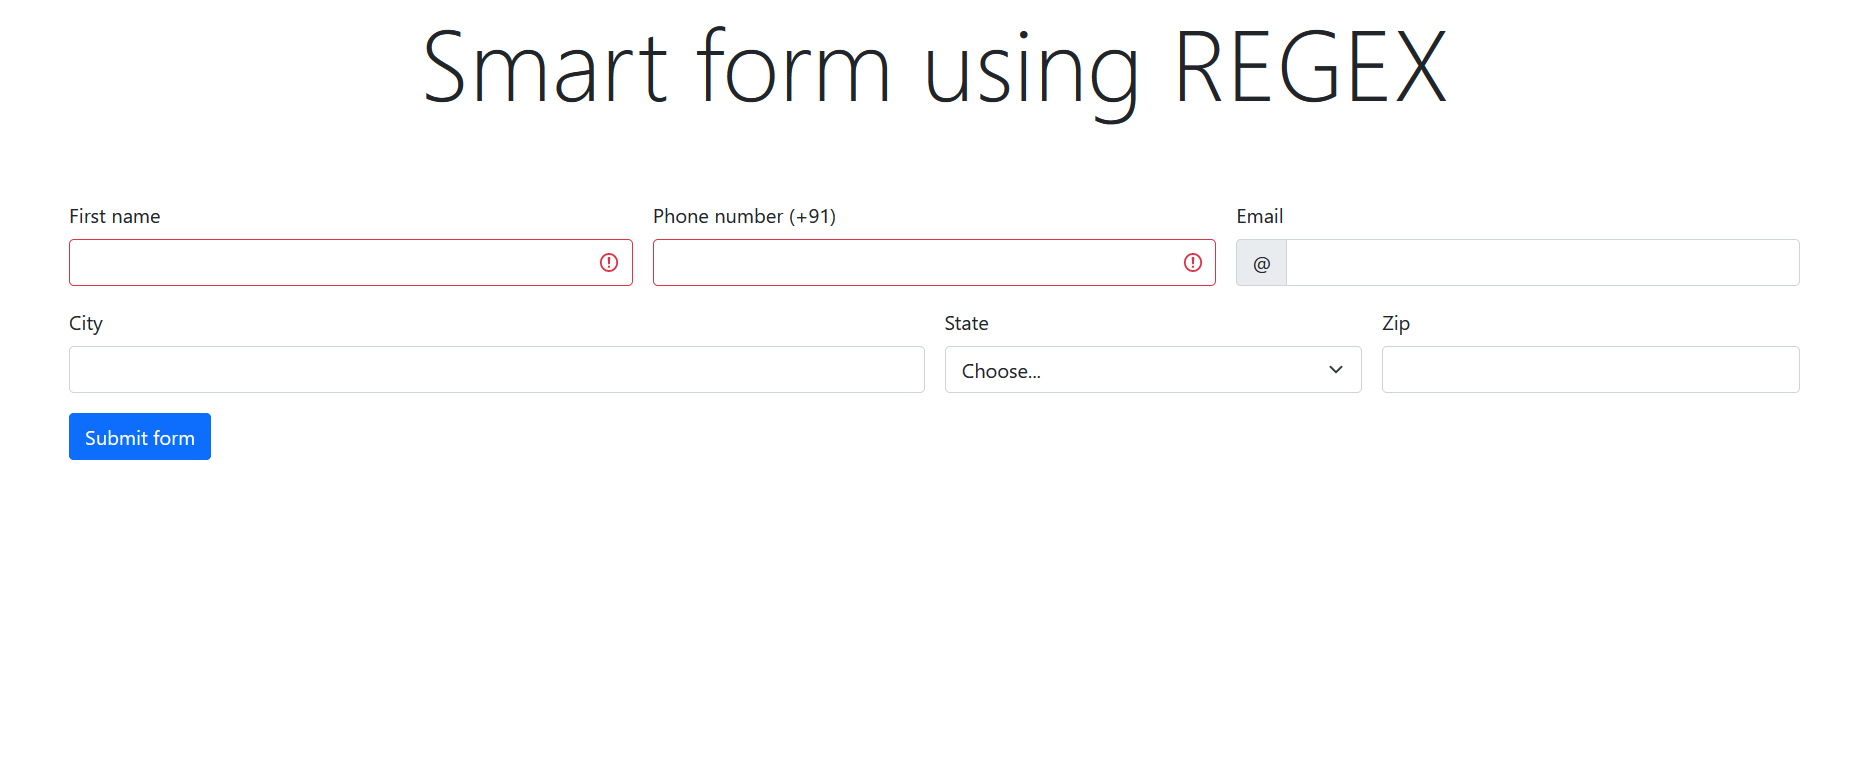 Smart form using REGEX
First name
Phone number (+91)
Email
@
City
State
Zip
Choose...
Submit form